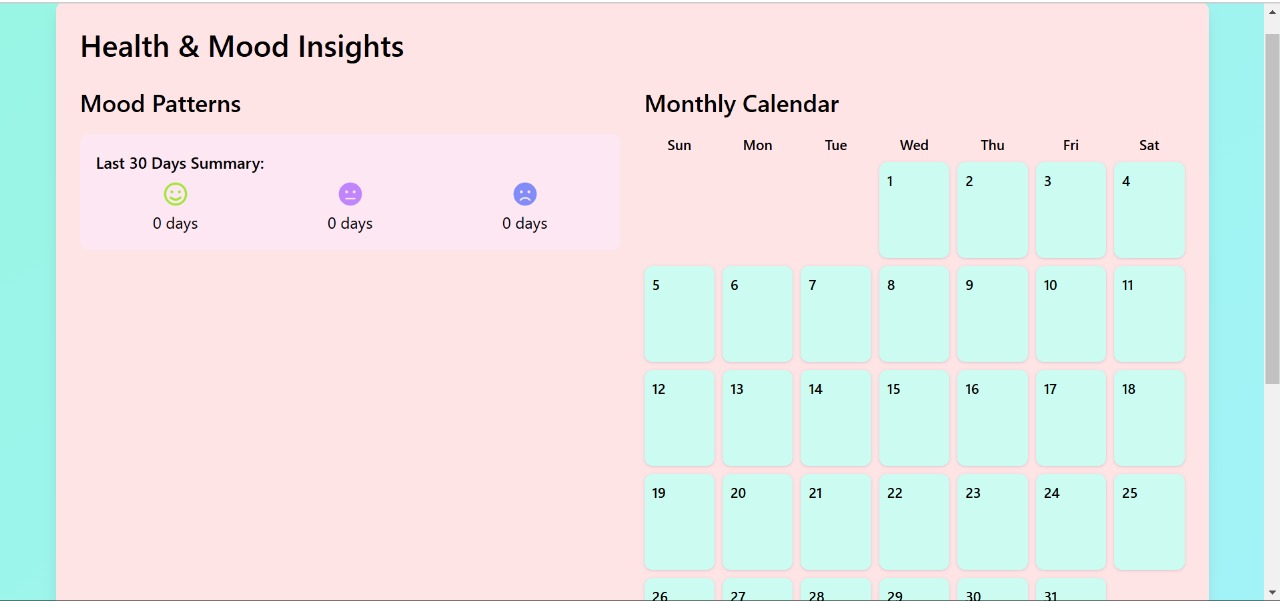 Health & Mood Insights
Mood Patterns
Last 30 Days Summary:
0 days 0 days 0 days
Monthly Calendar
Sun Mon Tue Wed Thu Fri Sat
1 2 3 4
5 6 7 8 9 10 11
12 13 14 15 16 17 18
19 20 21 22 23 24 25
26 27 28 29 30 31